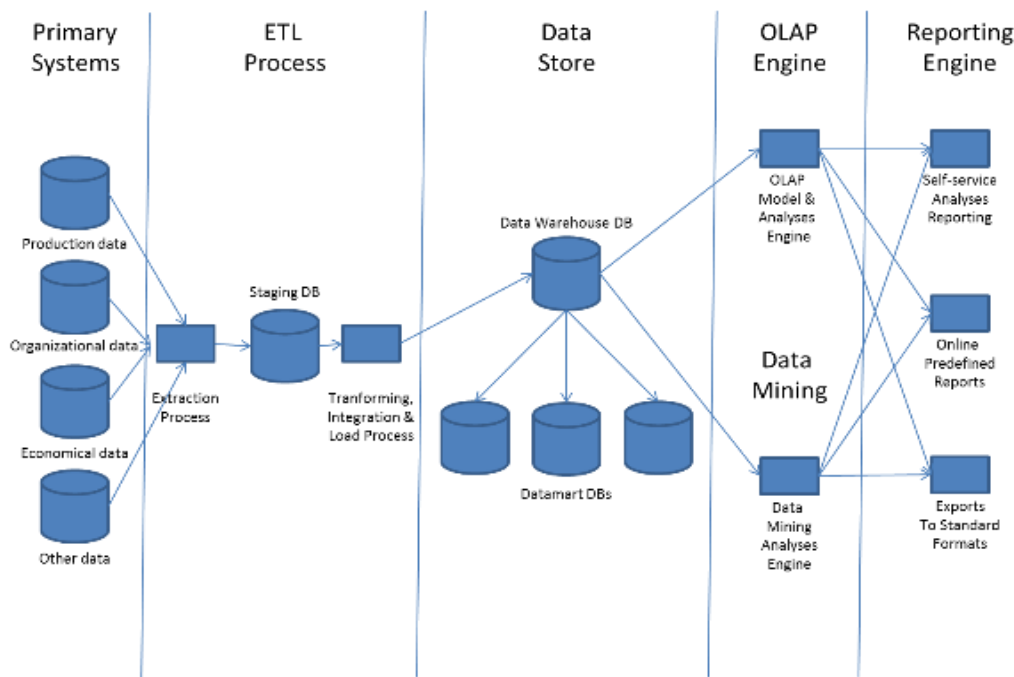 Primary
Systems
ETL
Process
Data
Store
OLAP
Engine
Reporting
Engine
Production data
Organizational data
Economical data
Other data
Extraction
Process
Staging DB
Tranforming,
Integration &
Load Process
Data Warehouse DB
Datamart DBs
OLAP
Model &
Analyses
Engine
Data
Mining
Data
Mining
Analyses
Engine
Self-service
Analyses
Reporting
Online
Predefined
Reports
Exports
To Standard
Formats